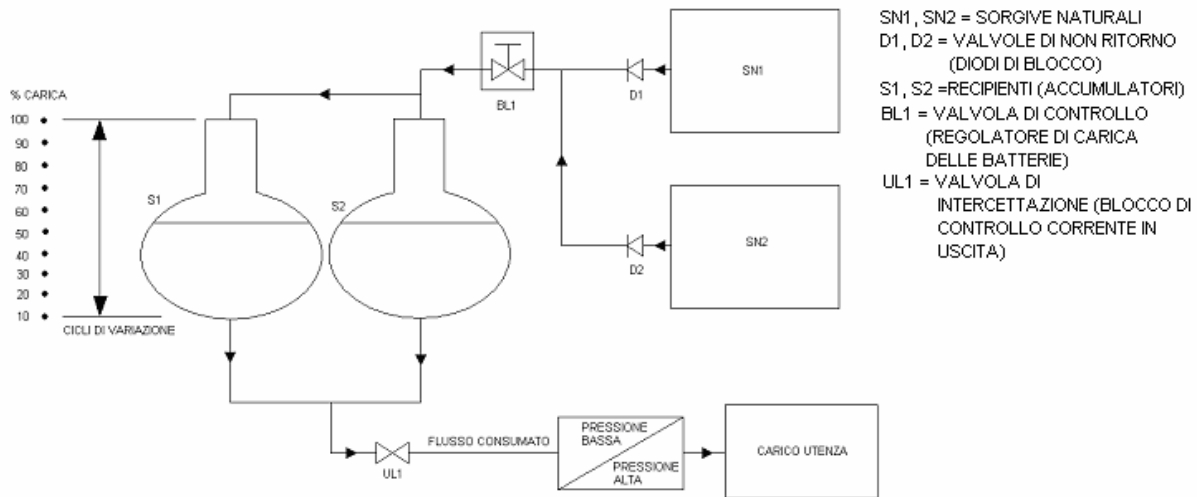 SN1, SN2 = SORGIVE NATURALI
D1, D2 = VALVOLE DI NON RITORNO
(DIODI DI BLOCCO)
S1, S2 =RECIPIENTI (ACCUMULATORI)
BL1 = VALVOLA DI CONTROLLO
(REGOLATORE DI CARICA
DELLE BATTERIE)
UL1 = VALVOLA DI
INTERCETTAZIONE (BLOCCO DI
CONTROLLO CORRENTE IN
USCITA)
SN1
D1
BL1
% CARICA
100
90
80
70
60
50
40
30
20
10
CICLI DI VARIAZIONE
S1
S2
SN2
D2
UL1
FLUSSO CONSUMATO
PRESSIONE
BASSA
PRESSIONE
ALTA
CARICO UTENZA